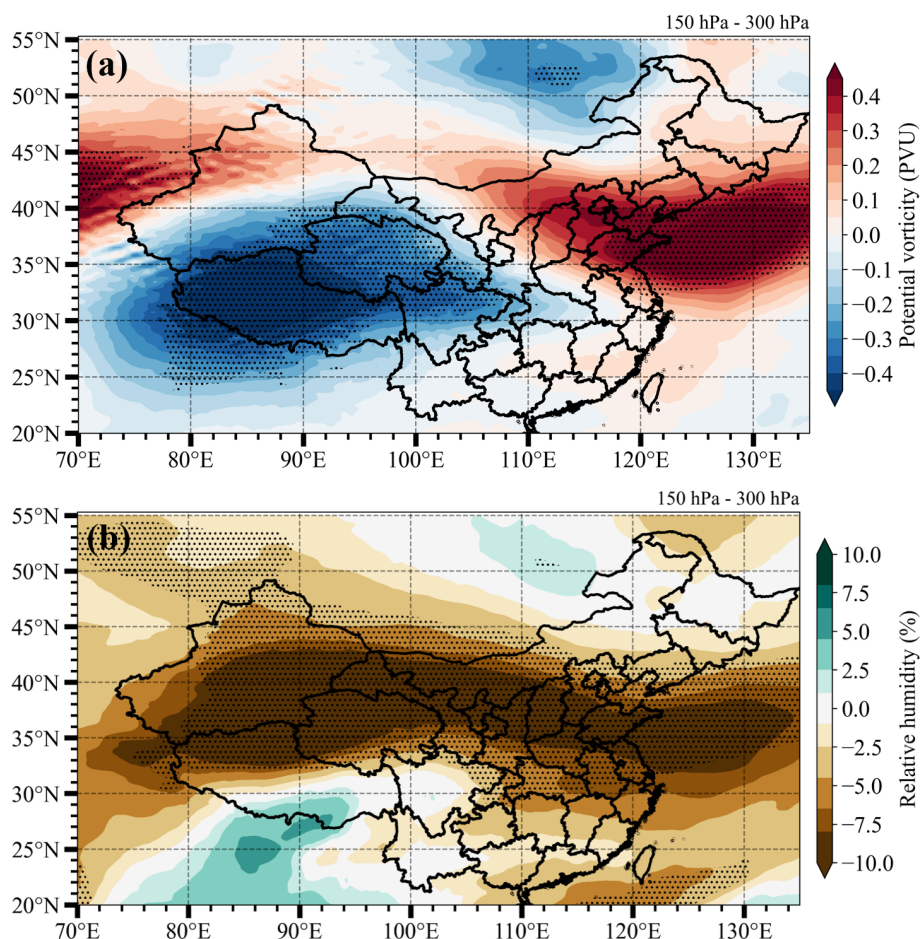 150 hPa - 300 hPa
(a)
55°N
50°N
45°N
40°N
35°N
30°N
25°N
20°N
70°E 80°E 90°E 100°E 110°E 120°E 130°E
0.4
0.3
0.2
0.1
0.0
−0.1
−0.2
−0.3
−0.4
Potential vorticity (PVU)
150 hPa - 300 hPa
(b)
55°N
50°N
45°N
40°N
35°N
30°N
25°N
20°N
70°E 80°E 90°E 100°E 110°E 120°E 130°E
10.0
7.5
5.0
2.5
0.0
−2.5
−5.0
−7.5
−10.0
Relative humidity (%)